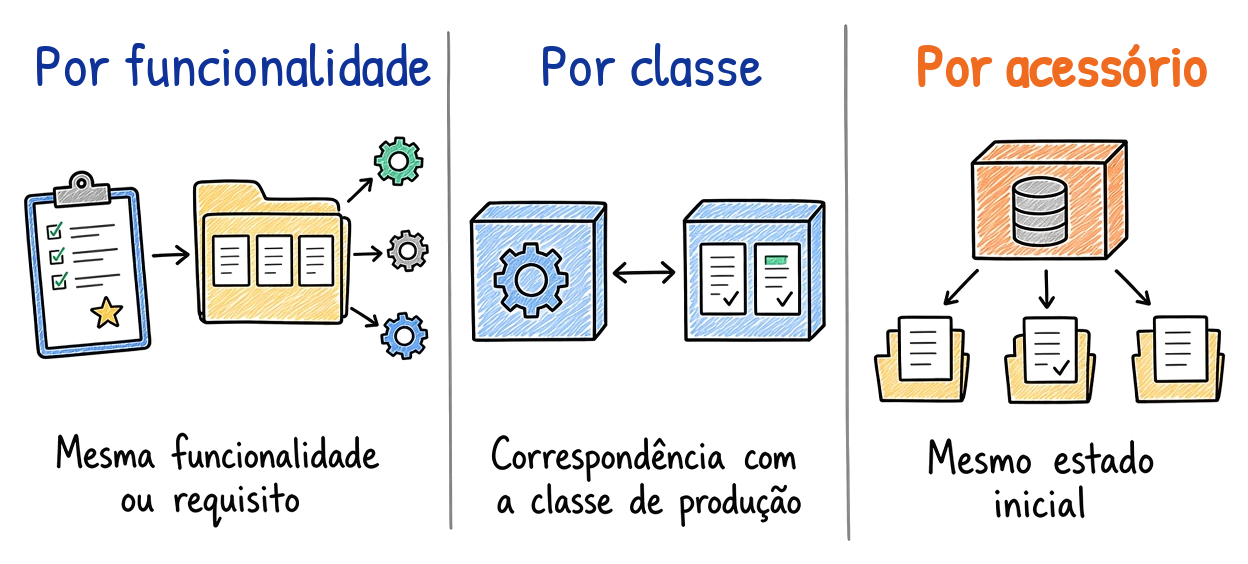 Por funcionalidade
Mesma funcionalidade
ou requisito
Por classe
Correspondência com
a classe de produção
Por acessório
Mesmo estado
inicial